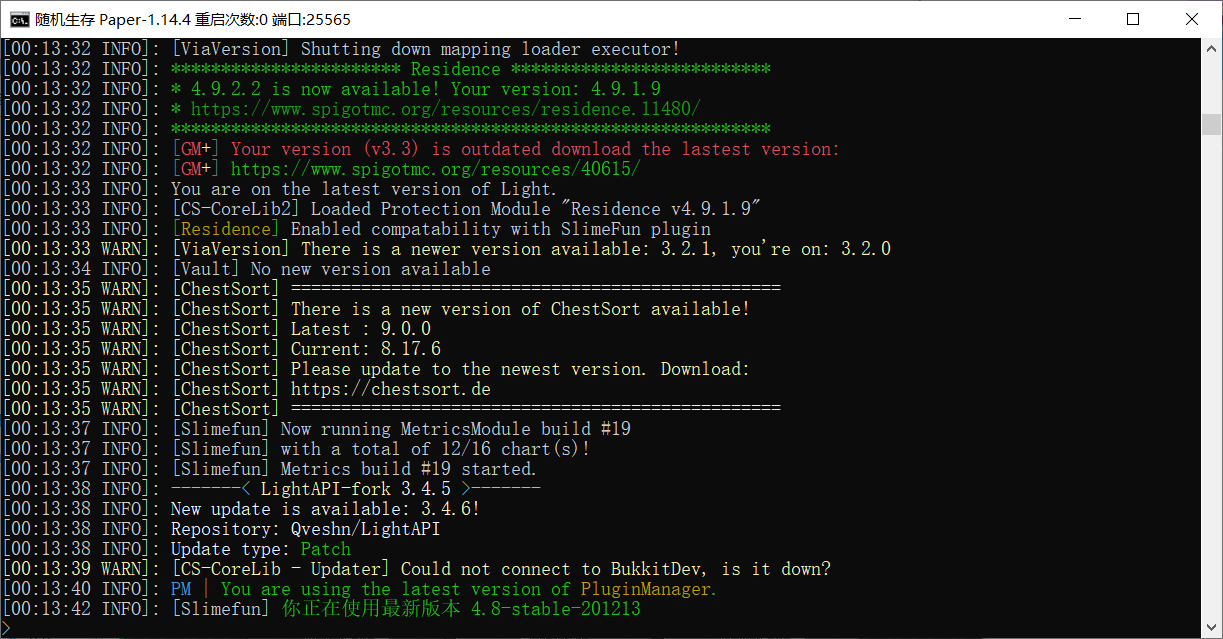 随机生存 Paper-1.14.4 重启次数:0 端口:25565
[00:13:32 INFO]: [ViaVersion] Shutting down mapping loader executor!
[00:13:32 INFO]: *********************** Residence **************************
[00:13:32 INFO]: * 4.9.2.2 is now available! Your version: 4.9.1.9
[00:13:32 INFO]: * https://www.spigotmc.org/resources/residence.11480/
[00:13:32 INFO]: ************************************************************
[00:13:32 INFO]: [GM+] Your version (v3.3) is outdated download the lastest version:
[00:13:32 INFO]: [GM+] https://www.spigotmc.org/resources/40615/
[00:13:33 INFO]: You are on the latest version of Light.
[00:13:33 INFO]: [CS-CoreLib2] Loaded Protection Module "Residence v4.9.1.9"
[00:13:33 INFO]: [Residence] Enabled compatability with SlimeFun plugin
[00:13:33 WARN]: [ViaVersion] There is a newer version available: 3.2.1, you're on: 3.2.0
[00:13:34 INFO]: [Vault] No new version available
[00:13:35 WARN]: [ChestSort] =================================================
[00:13:35 WARN]: [ChestSort] There is a new version of ChestSort available!
[00:13:35 WARN]: [ChestSort] Latest : 9.0.0
[00:13:35 WARN]: [ChestSort] Current: 8.17.6
[00:13:35 WARN]: [ChestSort] Please update to the newest version. Download:
[00:13:35 WARN]: [ChestSort] https://chestsort.de
[00:13:35 WARN]: [ChestSort] =================================================
[00:13:37 INFO]: [Slimefun] Now running MetricsModule build #19
[00:13:37 INFO]: [Slimefun] with a total of 12/16 chart(s)!
[00:13:37 INFO]: [Slimefun] Metrics build #19 started.
[00:13:38 INFO]: -------< LightAPI-fork 3.4.5 >-------
[00:13:38 INFO]: New update is available: 3.4.6!
[00:13:38 INFO]: Repository: Qveshn/LightAPI
[00:13:38 INFO]: Update type: Patch
[00:13:39 WARN]: [CS-CoreLib - Updater] Could not connect to BukkitDev, is it down?
[00:13:40 INFO]: PM | You are using the latest version of PluginManager.
[00:13:42 INFO]: [Slimefun] 你正在使用最新版本 4.8-stable-201213
>